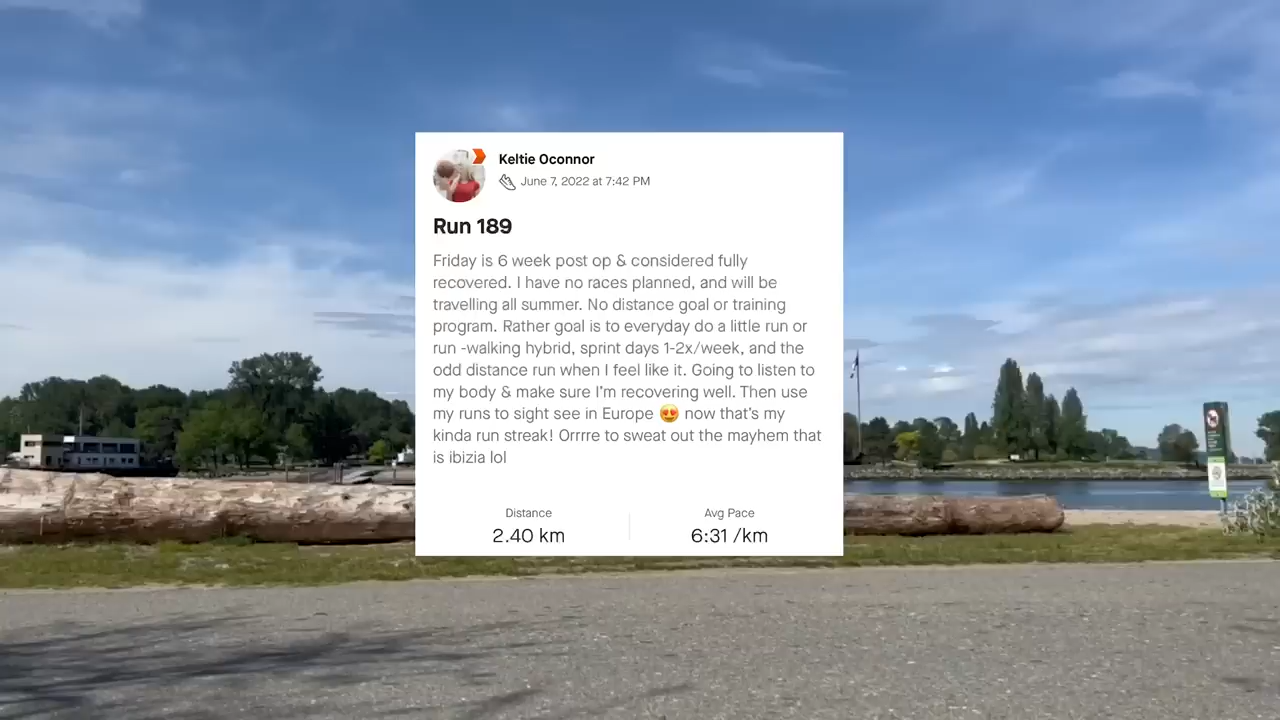 Keltie Oconnor
June 7, 2022 at 7:42 PM
Run 189
Friday is 6 week post op & considered fully
recovered. I have no races planned, and will be
travelling all summer. No distance goal or training
program. Rather goal is to everyday do a little run or
run -walking hybrid, sprint days 1-2x/week, and the
odd distance run when I feel like it. Going to listen to
my body & make sure I'm recovering well. Then use
my runs to sight see in Europe 😍 now that's my
kinda run streak! Orrrre to sweat out the mayhem that
is ibizia lol
Distance
Avg Pace
2.40 km
6:31 /km